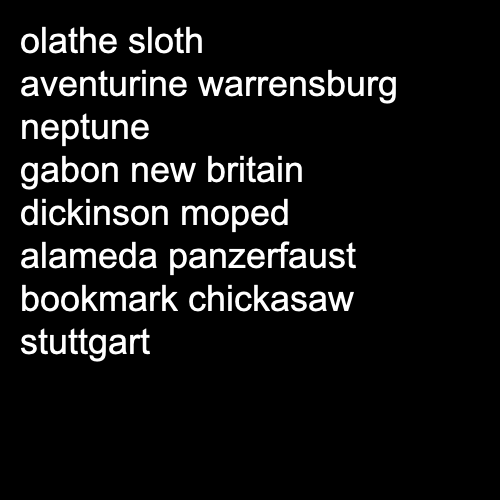 olathe sloth
aventurine warrensburg
neptune
gabon new britain
dickinson moped
alameda panzerfaust
bookmark chickasaw
stuttgart